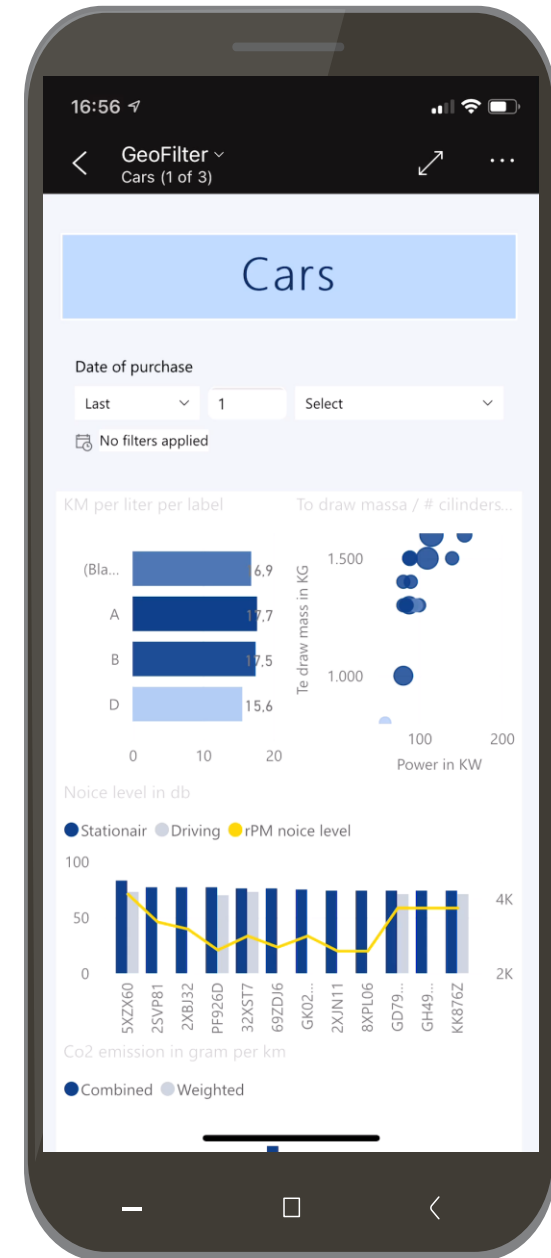 16:56
GeoFilter
Cars (1 of 3)
Cars
Date of purchase
Last 1 Select
No filters applied
KM per liter per label
(Bla...
6,9
A
17,7
B
17,5
D
15,6
0 10 20
To draw massa / # cilinders...
Te draw mass in KG
1.500
1.000
100 200
Power in KW
Noice level in db
Stationair Driving rPM noice level
100
50
0
4K
2K
5XZX60
2SVP81
2XBJ32
PF926D
32XST7
69ZDJ6
GK02...
2XJN11
8XPL06
GD79...
GH49...
KK876Z
Co2 emission in gram per km
Combined Weighted